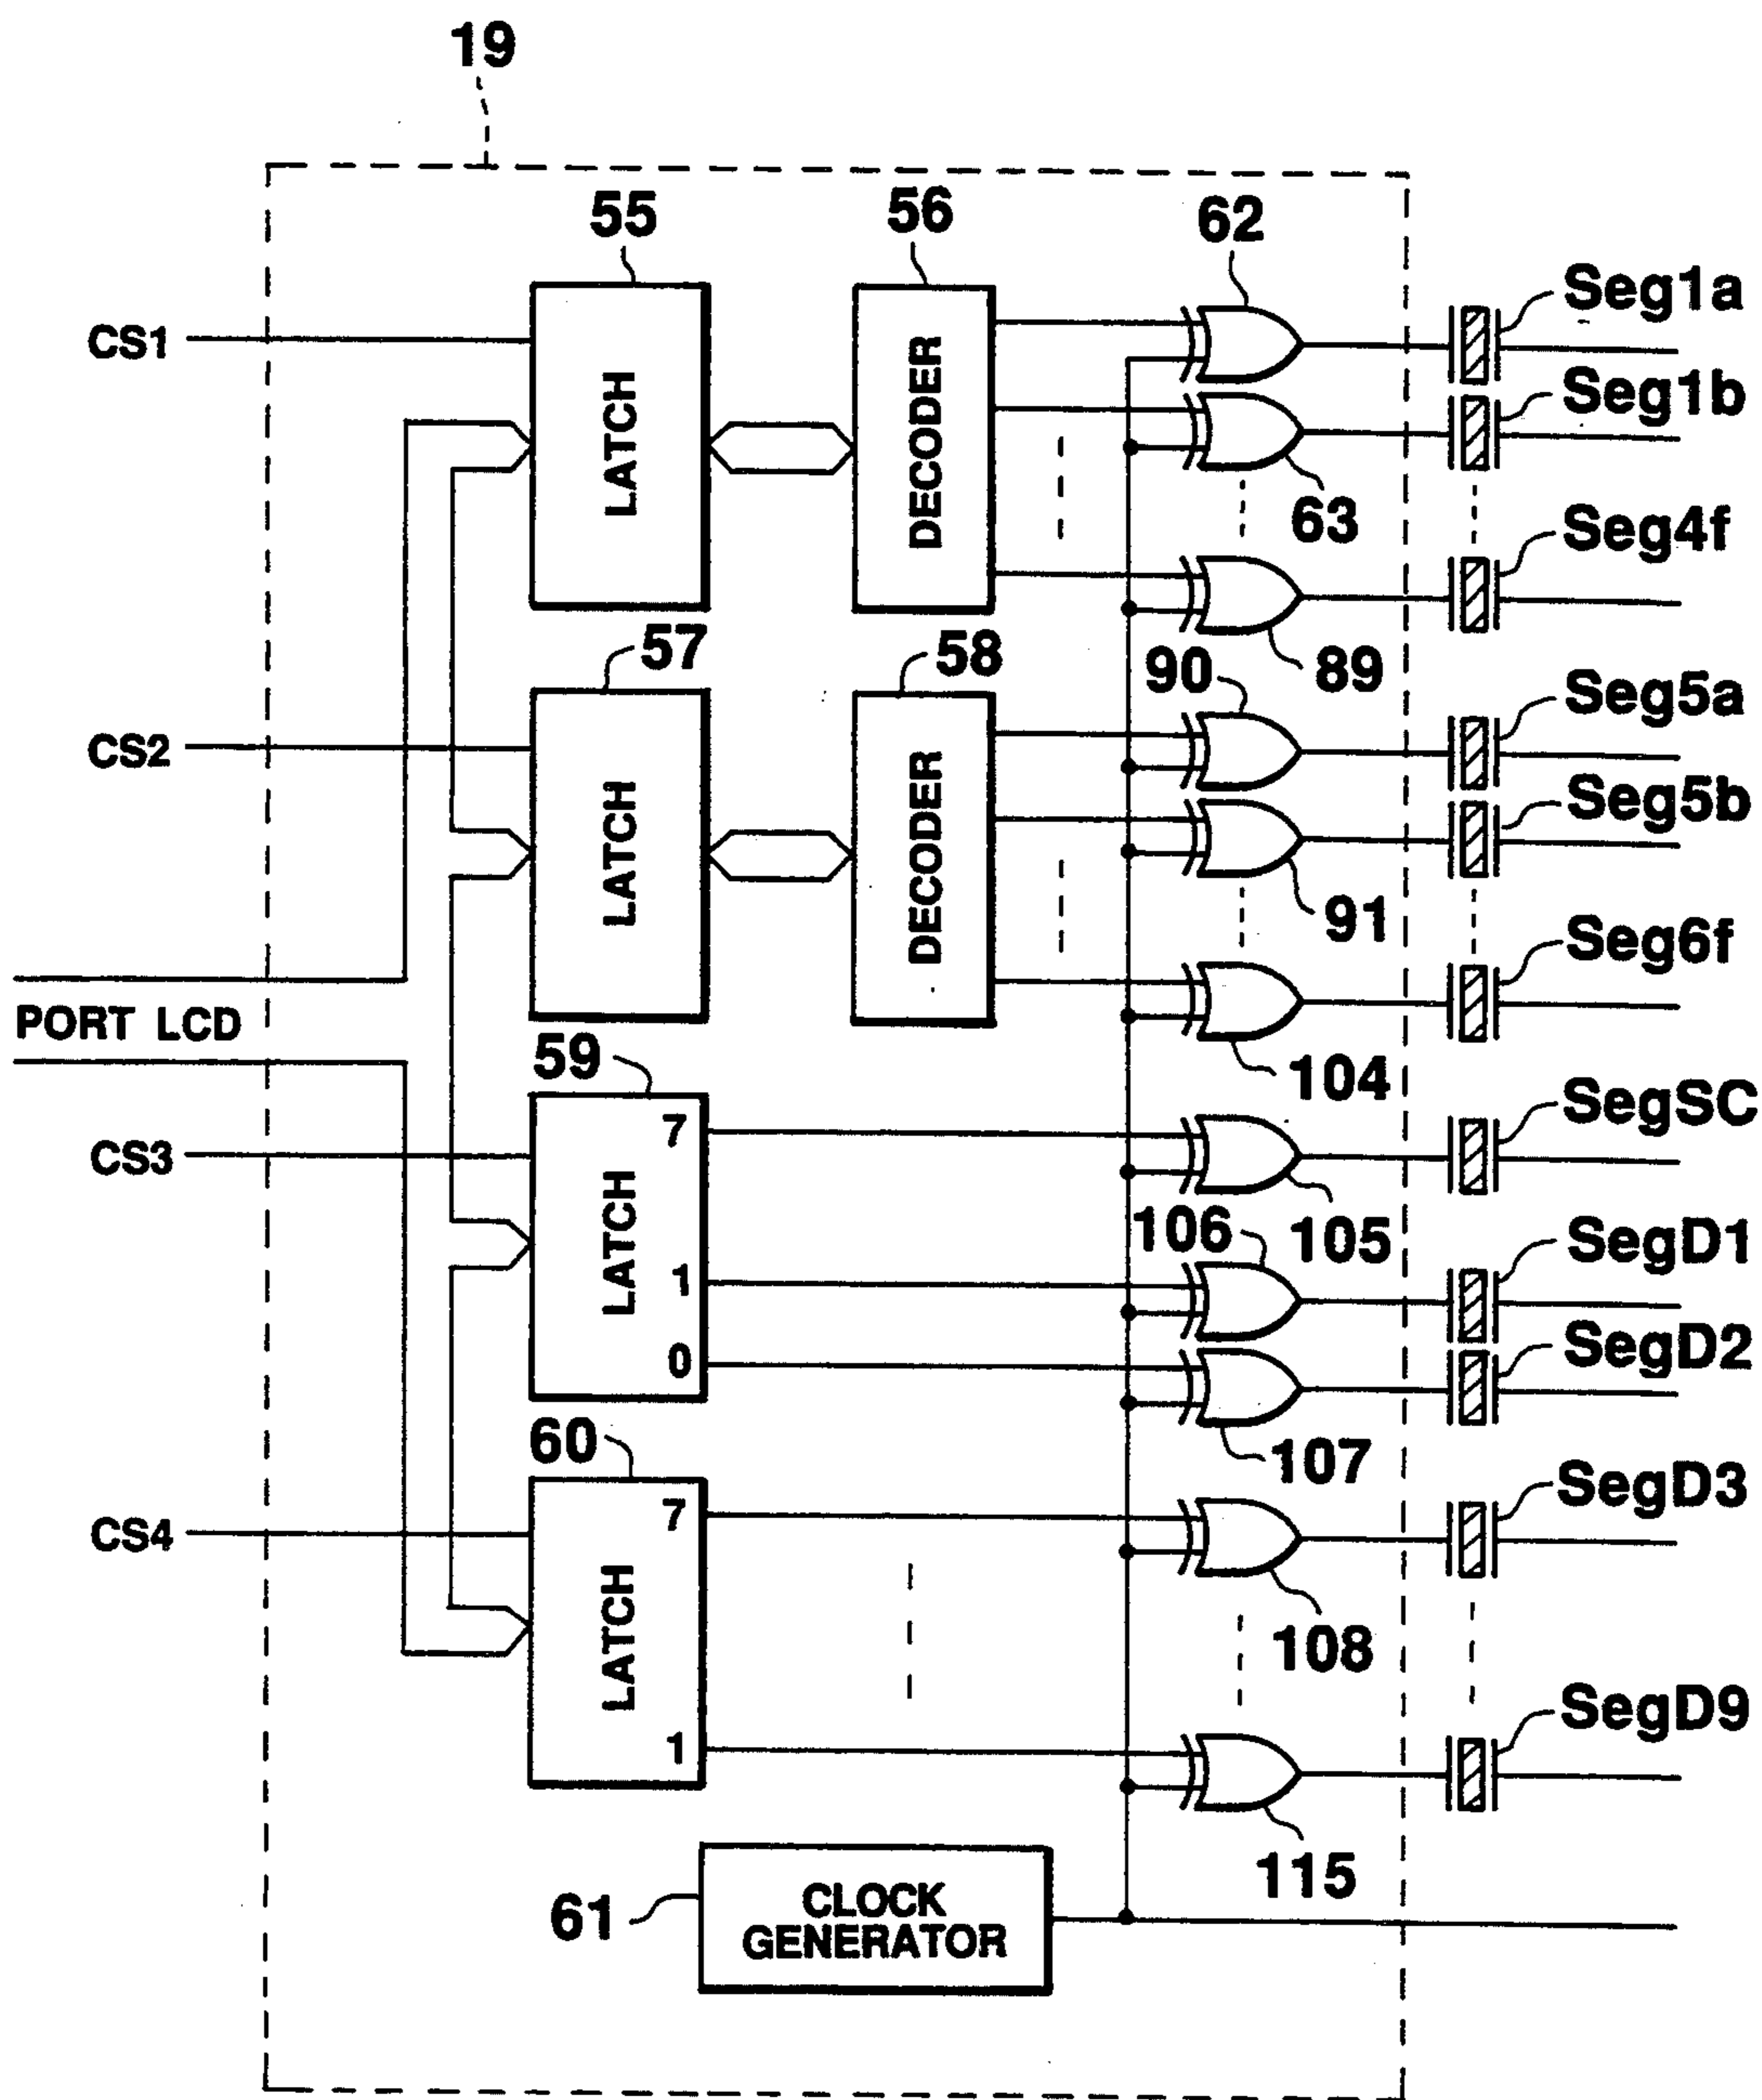 19
55
56
62
Seg1a
CS1
LATCH
DECODER
Seg1b
63
Seg4f
89
57
58
90
Seg5a
CS2
LATCH
DECODER
Seg5b
91
Seg6f
PORT LCD
104
59
7
SegSC
CS3
LATCH
106
105
SegD1
1
0
SegD2
107
60
7
SegD3
CS4
LATCH
108
1
SegD9
115
61
CLOCK
GENERATOR